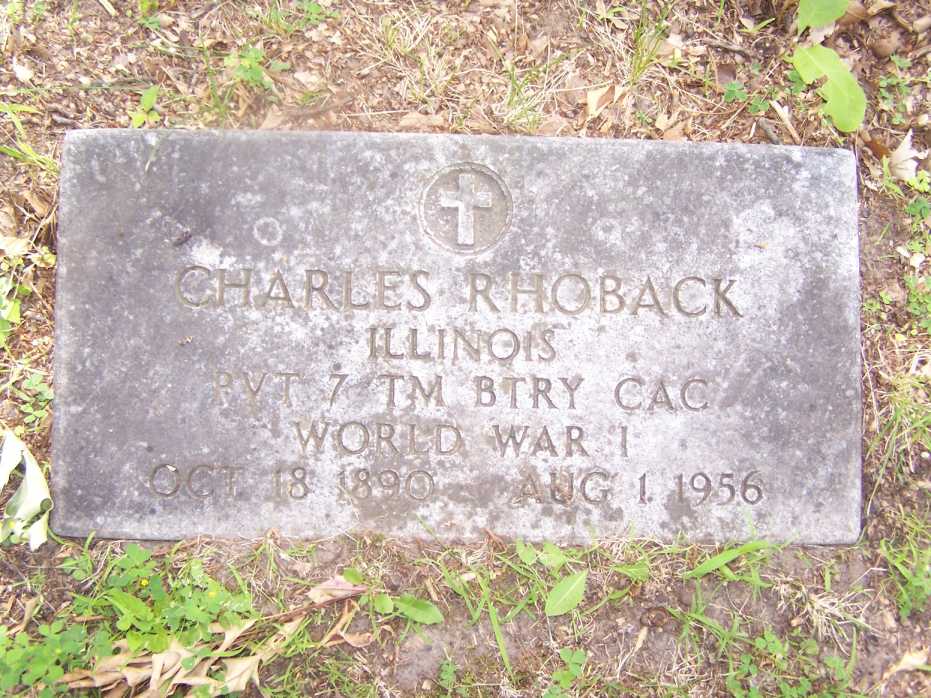 CHARLES RHOBACK
ILLINOIS
PVT 7 TM BTRY CAC
WORLD WAR I
OCT 18 1890 AUG 1 1956